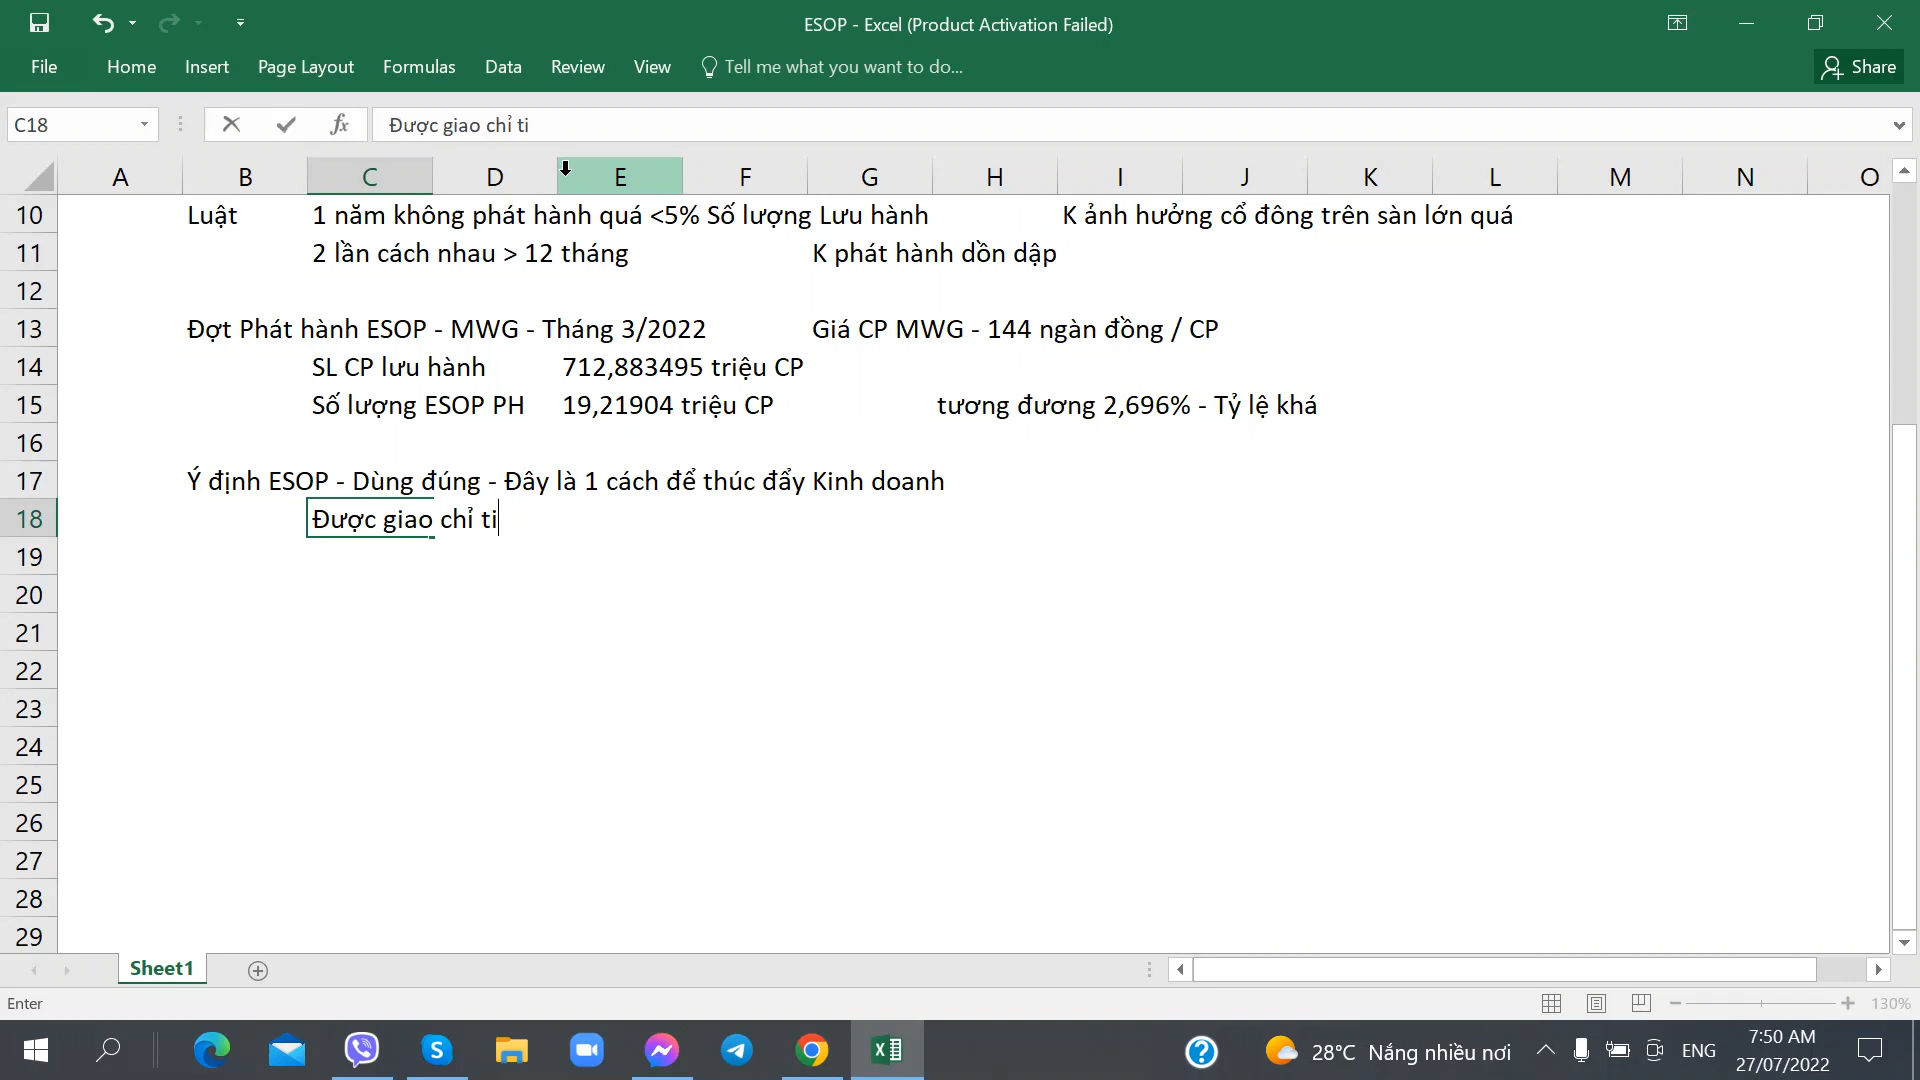 ESOP - Excel (Product Activation Failed)
File Home Insert Page Layout Formulas Data Review View Tell me what you want to do... Share
C18 fx Được giao chỉ ti
A B C D E F G H I J K L M N O
10 Luật 1 năm không phát hành quá <5% Số lượng Lưu hành K ảnh hưởng cổ đông trên sàn lớn quá
11 2 lần cách nhau > 12 tháng K phát hành dồn dập
12
13 Đợt Phát hành ESOP - MWG - Tháng 3/2022 Giá CP MWG - 144 ngàn đồng / CP
14 SL CP lưu hành 712,883495 triệu CP
15 Số lượng ESOP PH 19,21904 triệu CP tương đương 2,696% - Tỷ lệ khá
16
17 Ý định ESOP - Dùng đúng - Đây là 1 cách để thúc đẩy Kinh doanh
18 Được giao chỉ ti
19
20
21
22
23
24
25
26
27
28
29
Sheet1
Enter 130%
28°C Nắng nhiều nơi ENG 7:50 AM
27/07/2022